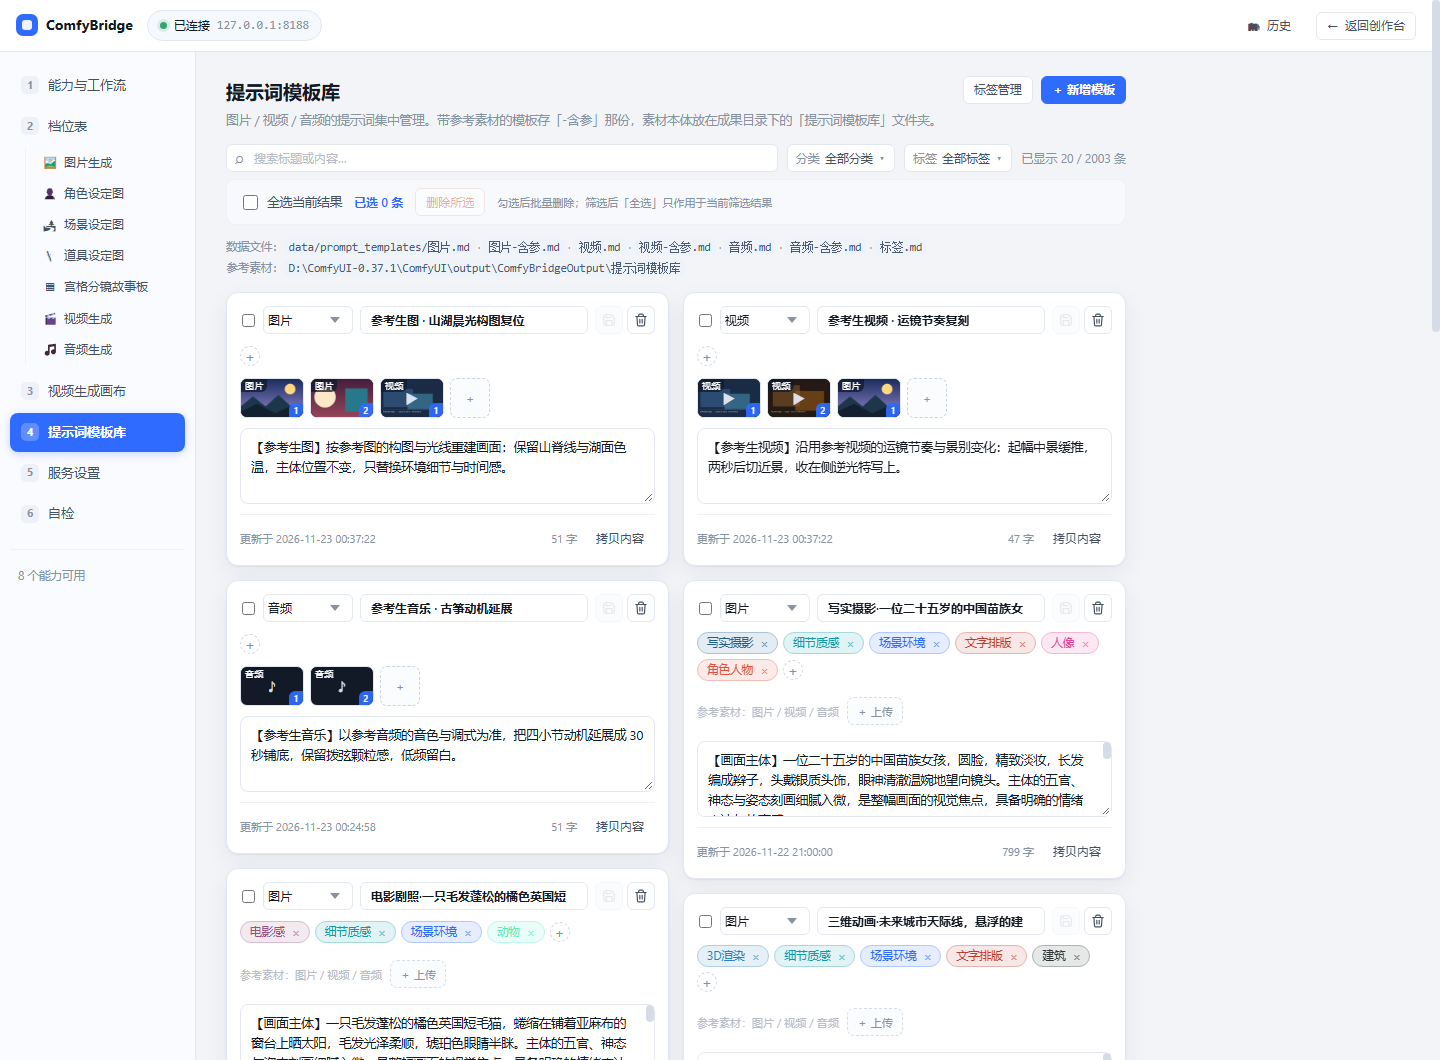 ComfyBridge
已连接 127.0.0.1:8188
历史
← 返回创作台
1 能力与工作流
2 档位表
图片生成
角色设定图
场景设定图
道具设定图
宫格分镜故事板
视频生成
音频生成
3 视频生成画布
4 提示词模板库
5 服务设置
6 自检
8 个能力可用
提示词模板库
标签管理
+ 新增模板
图片 / 视频 / 音频的提示词集中管理。带参考素材的模板存「-含参」那份，素材本体放在成果目录下的「提示词模板库」文件夹。
搜索标题或内容...
分类 全部分类
标签 全部标签
已显示 20 / 2003 条
全选当前结果 已选 0 条 删除所选 勾选后批量删除；筛选后「全选」只作用于当前筛选结果
数据文件： data/prompt_templates/图片.md · 图片-含参.md · 视频.md · 视频-含参.md · 音频.md · 音频-含参.md · 标签.md
参考素材： D:\ComfyUI-0.37.1\ComfyUI\output\ComfyBridgeOutput\提示词模板库
图片 参考生图 · 山湖晨光构图复位
+
图片 1 图片 2 视频 1 +
【参考生图】按参考图的构图与光线重建画面：保留山脊线与湖面色
温，主体位置不变，只替换环境细节与时间感。
更新于 2026-11-23 00:37:22 51 字 拷贝内容
视频 参考生视频 · 运镜节奏复刻
+
视频 1 视频 2 图片 1 +
【参考生视频】沿用参考视频的运镜节奏与景别变化：起幅中景缓推，
两秒后切近景，收在侧逆光特写上。
更新于 2026-11-23 00:37:22 47 字 拷贝内容
音频 参考生音乐 · 古筝动机延展
+
音频 1 音频 2 +
【参考生音乐】以参考音频的音色与调式为准，把四小节动机延展成 30
秒铺底，保留拨弦颗粒感，低频留白。
更新于 2026-11-23 00:24:58 51 字 拷贝内容
图片 写实摄影·一位二十五岁的中国苗族女
写实摄影 × 细节质感 × 场景环境 × 文字排版 × 人像 ×
角色人物 × +
参考素材：图片 / 视频 / 音频 + 上传
【画面主体】一位二十五岁的中国苗族女孩，圆脸，精致淡妆，长发
编成辫子，头戴银质头饰，眼神清澈温婉地望向镜头。主体的五官、
神态与姿态刻画细腻入微，是整幅画面的视觉焦点，具备明确的情绪
更新于 2026-11-22 21:00:00 799 字 拷贝内容
图片 电影剧照·一只毛发蓬松的橘色英国短
电影感 × 细节质感 × 场景环境 × 动物 × +
参考素材：图片 / 视频 / 音频 + 上传
【画面主体】一只毛发蓬松的橘色英国短毛猫，蜷缩在铺着亚麻布的
窗台上晒太阳，毛发光泽柔顺，琥珀色眼睛半眯。主体的五官、神态
图片 三维动画·未来城市天际线，悬浮的建
3D渲染 × 细节质感 × 场景环境 × 文字排版 × 建筑 ×
+
参考素材：图片 / 视频 / 音频 + 上传